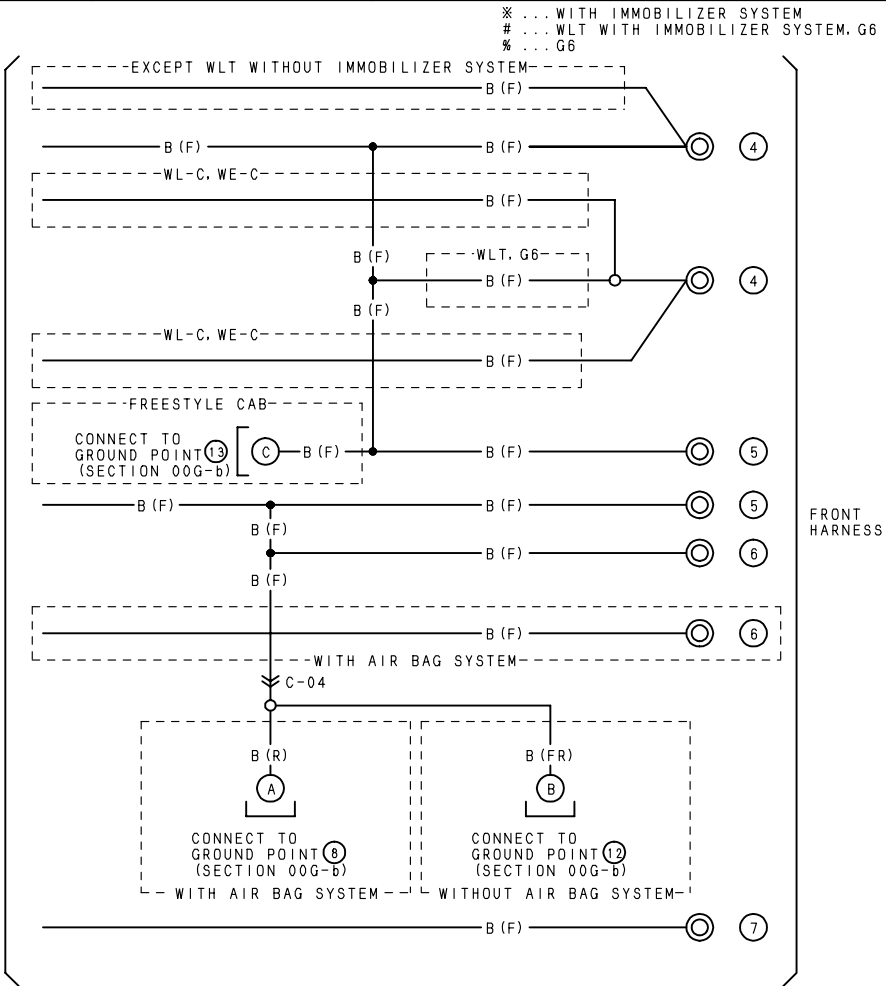 ※ ... WITH IMMOBILIZER SYSTEM
# ... WLT WITH IMMOBILIZER SYSTEM, G6
% ... G6
EXCEPT WLT WITHOUT IMMOBILIZER SYSTEM
B (F)
B (F) B (F) 4
WL-C, WE-C
B (F)
B (F) WLT, G6
B (F) 4
B (F)
WL-C, WE-C
B (F)
FREESTYLE CAB
CONNECT TO
GROUND POINT 13
(SECTION 00G-b)
C B (F) B (F) 5
B (F) B (F) 5
FRONT
HARNESS
B (F)
B (F) 6
B (F)
B (F) 6
WITH AIR BAG SYSTEM
C-04
B (R) B (FR)
A B
CONNECT TO
GROUND POINT 8
(SECTION 00G-b)
WITH AIR BAG SYSTEM
CONNECT TO
GROUND POINT 12
(SECTION 00G-b)
WITHOUT AIR BAG SYSTEM
B (F) 7